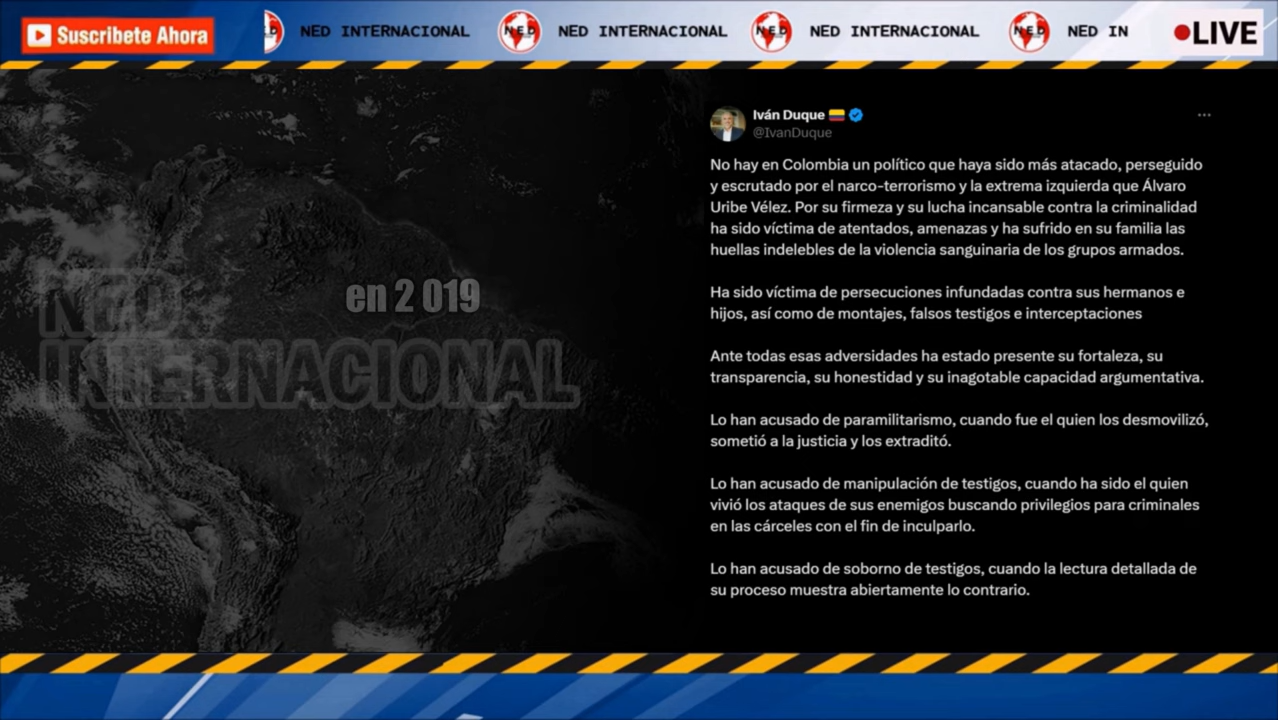 Suscribete Ahora
NED INTERNACIONAL
NED
NED INTERNACIONAL
NED
NED INTERNACIONAL
NED
NED IN
LIVE
Iván Duque
@IvanDuque
No hay en Colombia un político que haya sido más atacado, perseguido
y escrutado por el narco-terrorismo y la extrema izquierda que Álvaro
Uribe Vélez. Por su firmeza y su lucha incansable contra la criminalidad
ha sido víctima de atentados, amenazas y ha sufrido en su familia las
huellas indelebles de la violencia sanguinaria de los grupos armados.
Ha sido víctima de persecuciones infundadas contra sus hermanos e
hijos, así como de montajes, falsos testigos e interceptaciones
Ante todas esas adversidades ha estado presente su fortaleza, su
transparencia, su honestidad y su inagotable capacidad argumentativa.
Lo han acusado de paramilitarismo, cuando fue el quien los desmovilizó,
sometió a la justicia y los extraditó.
Lo han acusado de manipulación de testigos, cuando ha sido el quien
vivió los ataques de sus enemigos buscando privilegios para criminales
en las cárceles con el fin de inculparlo.
Lo han acusado de soborno de testigos, cuando la lectura detallada de
su proceso muestra abiertamente lo contrario.
en 2 019
NED
INTERNACIONAL